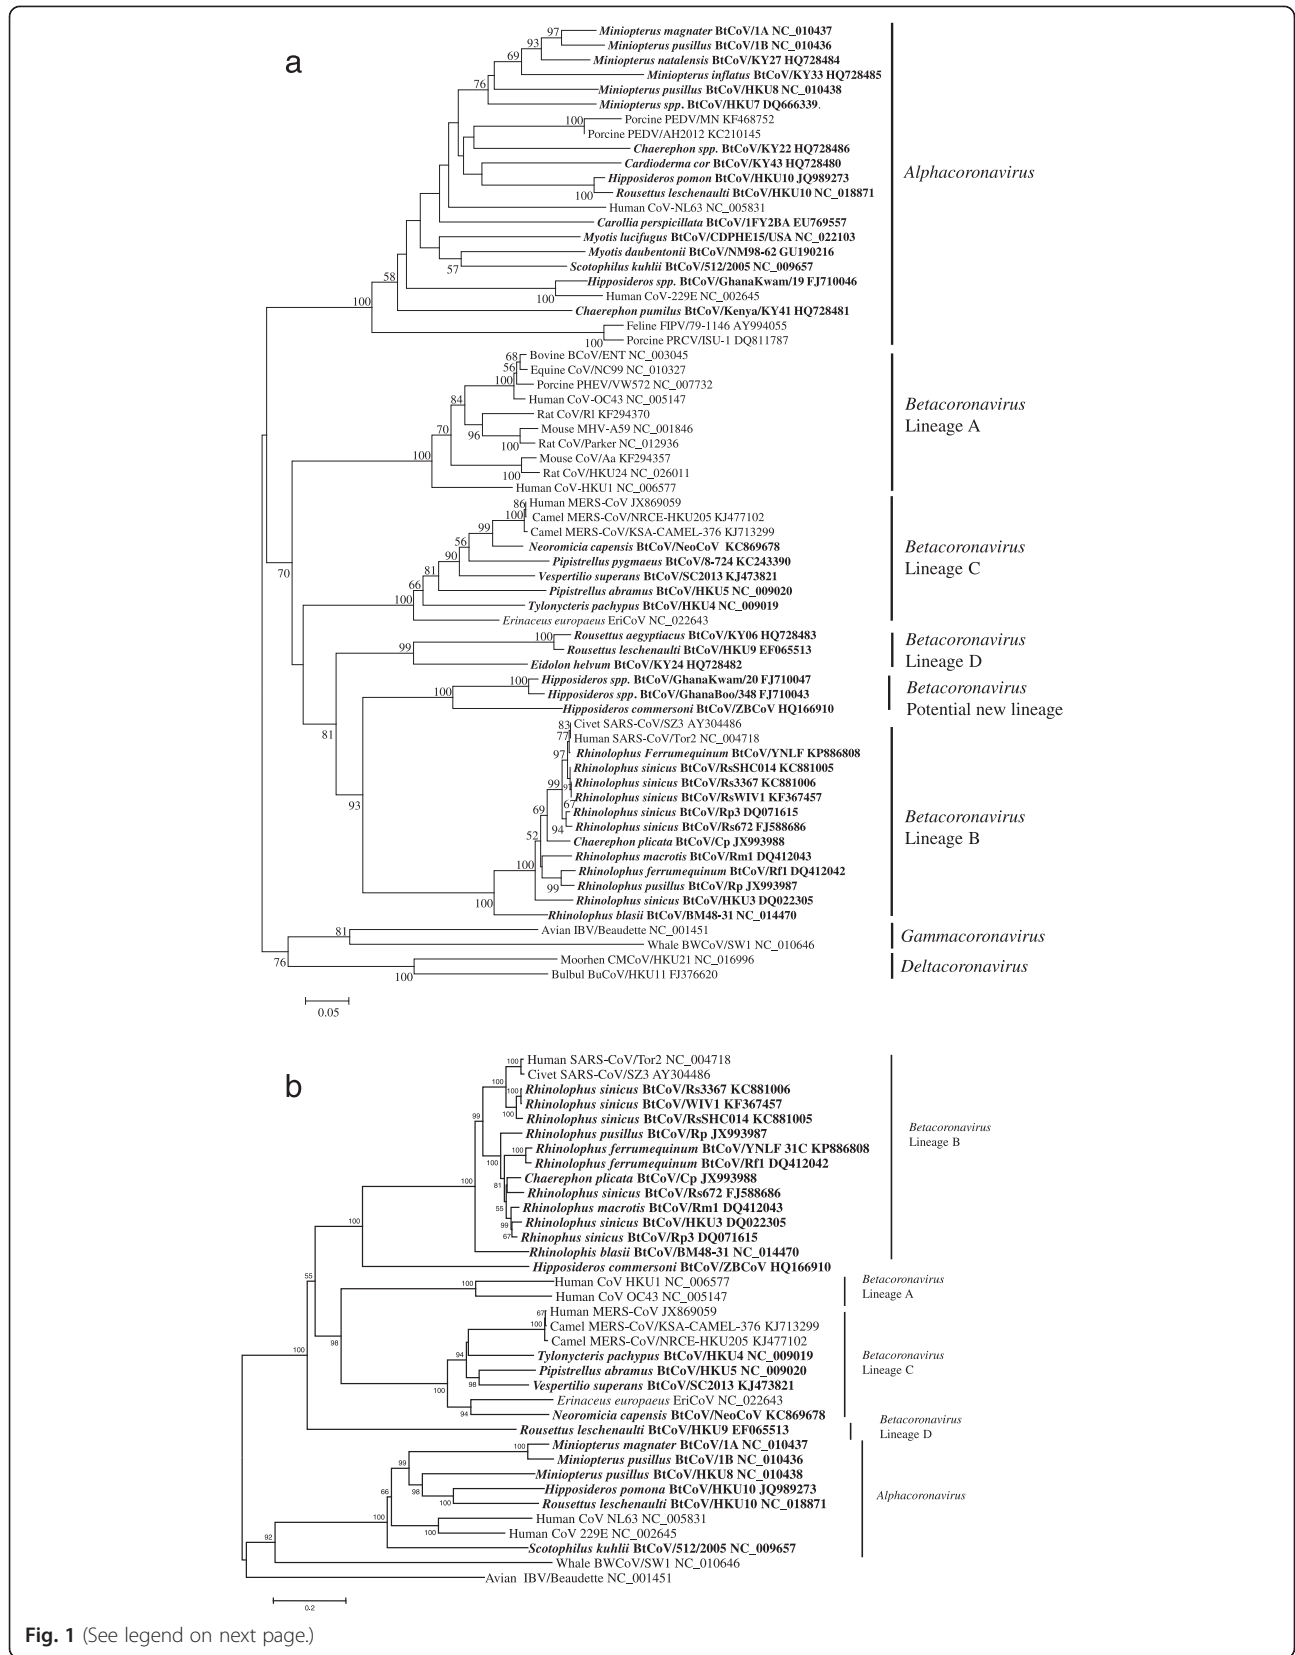 a
97
Miniopterus magnater BtCoV/1A NC_010437
93
Miniopterus pusillus BtCoV/1B NC_010436
69
Miniopterus natalensis BtCoV/KY27 HQ728484
Miniopterus inflatus BtCoV/KY33 HQ728485
76
Miniopterus pusillus BtCoV/HKU8 NC_010438
Miniopterus spp. BtCoV/HKU7 DQ666339.
100
Porcine PEDV/MN KF468752
Porcine PEDV/AH2012 KC210145
Chaerephon spp. BtCoV/KY22 HQ728486
Cardioderma cor BtCoV/KY43 HQ728480
Alphacoronavirus
Hipposideros pomon BtCoV/HKU10 JQ989273
100
Rousettus leschenaulti BtCoV/HKU10 NC_018871
Human CoV-NL63 NC_005831
Carollia perspicillata BtCoV/1FY2BA EU769557
Myotis lucifugus BtCoV/CDPHE15/USA NC_022103
Myotis daubentonii BtCoV/NM98-62 GU190216
57
Scotophilus kuhlii BtCoV/512/2005 NC_009657
58
Hipposideros spp. BtCoV/GhanaKwam/19 FJ710046
100
Human CoV-229E NC_002645
100
Chaerephon pumilus BtCoV/Kenya/KY41 HQ728481
Feline FIPV/79-1146 AY994055
100
Porcine PRCV/ISU-1 DQ811787
68
Bovine BCoV/ENT NC_003045
56
Equine CoV/NC99 NC_010327
100
Porcine PHEV/VW572 NC_007732
84
Human CoV-OC43 NC_005147
Betacoronavirus
Lineage A
Rat CoV/Rl KF294370
70
96
Mouse MHV-A59 NC_001846
100
Rat CoV/Parker NC_012936
100
Mouse CoV/Aa KF294357
100
Rat CoV/HKU24 NC_026011
Human CoV-HKU1 NC_006577
86
Human MERS-CoV JX869059
100
Camel MERS-CoV/NRCE-HKU205 KJ477102
99
Camel MERS-CoV/KSA-CAMEL-376 KJ713299
56
Neoromicia capensis BtCoV/NeoCoV KC869678
Betacoronavirus
Lineage C
90
Pipistrellus pygmaeus BtCoV/8-724 KC243390
70
81
Vespertilio superans BtCoV/SC2013 KJ473821
66
Pipistrellus abramus BtCoV/HKU5 NC_009020
100
Tylonycteris pachypus BtCoV/HKU4 NC_009019
Erinaceus europaeus EriCoV NC_022643
100
Rousettus aegyptiacus BtCoV/KY06 HQ728483
99
Rousettus leschenaulti BtCoV/HKU9 EF065513
Betacoronavirus
Lineage D
Eidolon helvum BtCoV/KY24 HQ728482
100
Hipposideros spp. BtCoV/GhanaKwam/20 FJ710047
100
Hipposideros spp. BtCoV/GhanaBoo/348 FJ710043
Betacoronavirus
Potential new lineage
Hipposideros commersoni BtCoV/ZBCoV HQ166910
83
Civet SARS-CoV/SZ3 AY304486
81
77
Human SARS-CoV/Tor2 NC_004718
97
Rhinolophus Ferrumequinum BtCoV/YNLF KP886808
Rhinolophus sinicus BtCoV/RsSHC014 KC881005
99
Rhinolophus sinicus BtCoV/Rs3367 KC881006
93
67
Rhinolophus sinicus BtCoV/RsWIV1 KF367457
69
Rhinolophus sinicus BtCoV/Rp3 DQ071615
Betacoronavirus
Lineage B
94
Rhinolophus sinicus BtCoV/Rs672 FJ588686
52
Chaerephon plicata BtCoV/Cp JX993988
100
Rhinolophus macrotis BtCoV/Rm1 DQ412043
Rhinolophus ferrumequinum BtCoV/Rf1 DQ412042
99
Rhinolophus pusillus BtCoV/Rp JX993987
100
Rhinolophus sinicus BtCoV/HKU3 DQ022305
Rhinolophus blasii BtCoV/BM48-31 NC_014470
81
Avian IBV/Beaudette NC_001451
Gammacoronavirus
Whale BWCoV/SW1 NC_010646
76
Moorhen CMCoV/HKU21 NC_016996
Deltacoronavirus
100
Bulbul BuCoV/HKU11 FJ376620
0.05
b
100
Human SARS-CoV/Tor2 NC_004718
Civet SARS-CoV/SZ3 AY304486
100
100
Rhinolophus sinicus BtCoV/Rs3367 KC881006
Rhinolophus sinicus BtCoV/WIV1 KF367457
100
99
Rhinolophus sinicus BtCoV/RsSHC014 KC881005
Betacoronavirus
Lineage B
Rhinolophus pusillus BtCoV/Rp JX993987
100
Rhinolophus ferrumequinum BtCoV/YNLF 31C KP886808
100
Rhinolophus ferrumequinum BtCoV/Rf1 DQ412042
100
Chaerephon plicata BtCoV/Cp JX993988
81
Rhinolophus sinicus BtCoV/Rs672 FJ588686
55
Rhinolophus macrotis BtCoV/Rm1 DQ412043
100
99
Rhinolophus sinicus BtCoV/HKU3 DQ022305
67
Rhinophus sinicus BtCoV/Rp3 DQ071615
Rhinolophis blasii BtCoV/BM48-31 NC_014470
Hipposideros commersoni BtCoV/ZBCoV HQ166910
55
100
Human CoV HKU1 NC_006577
Human CoV OC43 NC_005147
Betacoronavirus
Lineage A
67
Human MERS-CoV JX869059
100
Camel MERS-CoV/KSA-CAMEL-376 KJ713299
98
Camel MERS-CoV/NRCE-HKU205 KJ477102
100
94
Tylonycteris pachypus BtCoV/HKU4 NC_009019
Betacoronavirus
Lineage C
Pipistrellus abramus BtCoV/HKU5 NC_009020
98
Vespertilio superans BtCoV/SC2013 KJ473821
100
Erinaceus europaeus EriCoV NC_022643
94
Neoromicia capensis BtCoV/NeoCoV KC869678
Rousettus leschenaulti BtCoV/HKU9 EF065513
Betacoronavirus
Lineage D
100
Miniopterus magnater BtCoV/1A NC_010437
99
Miniopterus pusillus BtCoV/1B NC_010436
Miniopterus pusillus BtCoV/HKU8 NC_010438
98
Hipposideros pomona BtCoV/HKU10 JQ989273
66
100
Rousettus leschenaulti BtCoV/HKU10 NC_018871
Alphacoronavirus
100
Human CoV NL63 NC_005831
100
Human CoV 229E NC_002645
92
Scotophilus kuhlii BtCoV/512/2005 NC_009657
Whale BWCoV/SW1 NC_010646
Avian IBV/Beaudette NC_001451
0.2
Fig. 1 (See legend on next page.)